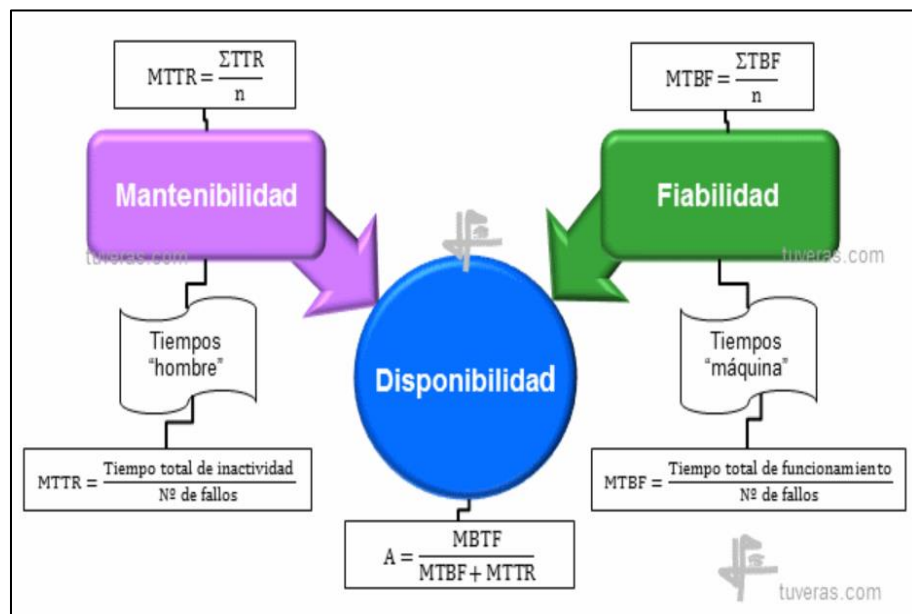 MTTR = ΣTTR / n
MTBF = ΣTBF / n
Mantenibilidad
Fiabilidad
tuveras.com
tuveras.com
Tiempos
“hombre”
Tiempos
“máquina”
Disponibilidad
MTTR = Tiempo total de inactividad / Nº de fallos
MTBF = Tiempo total de funcionamiento / Nº de fallos
A = MBTF / MTBF + MTTR
tuveras.com